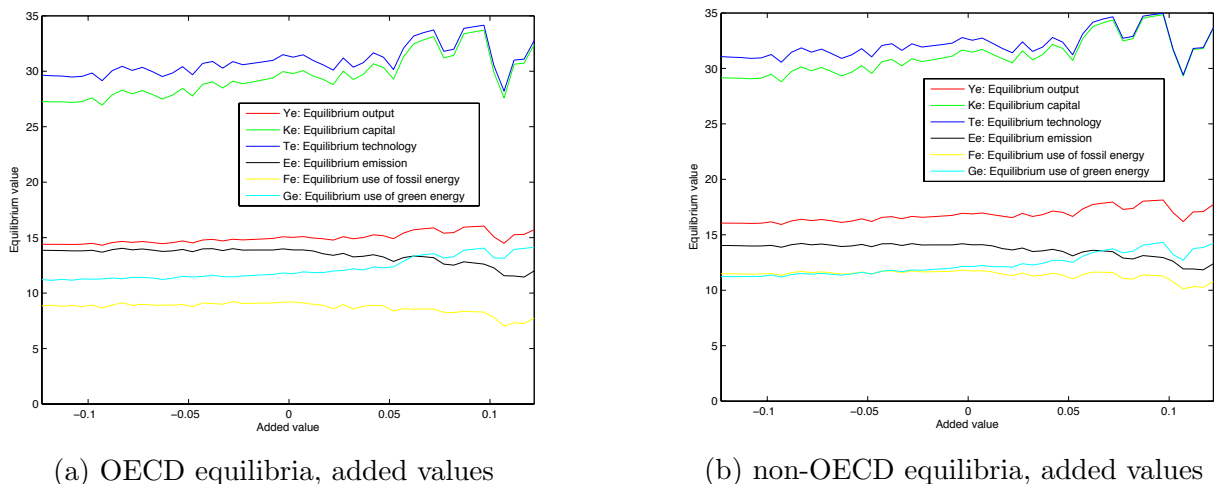 35
30
25
20
15
10
5
0
Equilibrium value
Ye: Equilibrium output
Ke: Equilibrium capital
Te: Equilibrium technology
Ee: Equilibrium emission
Fe: Equilibrium use of fossil energy
Ge: Equilibrium use of green energy
−0.1 −0.05 0 0.05 0.1
Added value
(a) OECD equilibria, added values
35
30
25
20
15
10
5
0
Equilibrium value
Ye: Equilibrium output
Ke: Equilibrium capital
Te: Equilibrium technology
Ee: Equilibrium emission
Fe: Equilibrium use of fossil energy
Ge: Equilibrium use of green energy
−0.1 −0.05 0 0.05 0.1
Added value
(b) non-OECD equilibria, added values